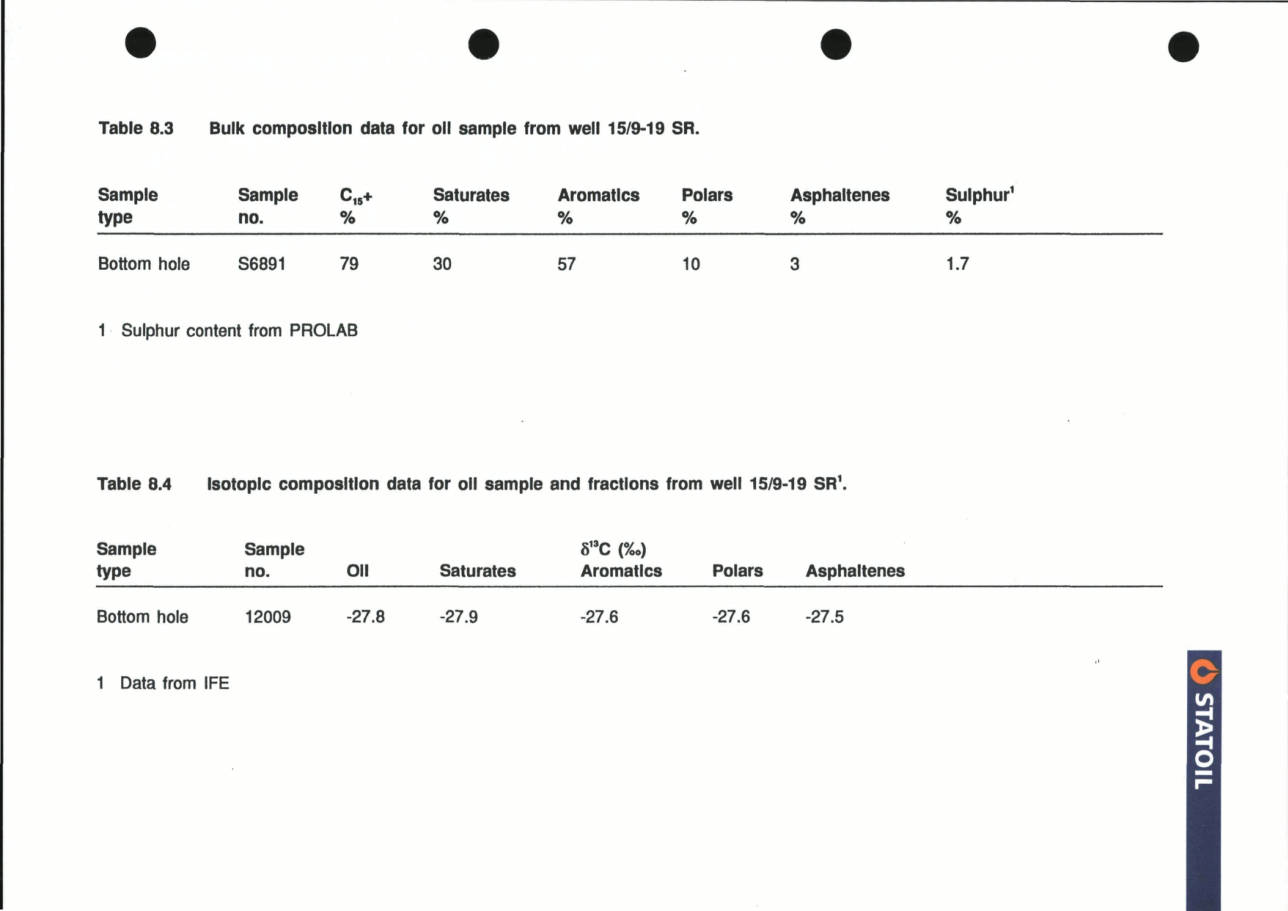 Table 8.3 Bulk composition data for oil sample from well 15/9-19 SR.
Sample Sample C₁₅+ Saturates Aromatics Polars Asphaltenes Sulphur¹
type no. % % % % % %
Bottom hole S6891 79 30 57 10 3 1.7
1 Sulphur content from PROLAB
Table 8.4 Isotopic composition data for oil sample and fractions from well 15/9-19 SR¹.
Sample Sample δ¹³C (‰)
type no. Oil Saturates Aromatics Polars Asphaltenes
Bottom hole 12009 -27.8 -27.9 -27.6 -27.6 -27.5
1 Data from IFE
STATOIL